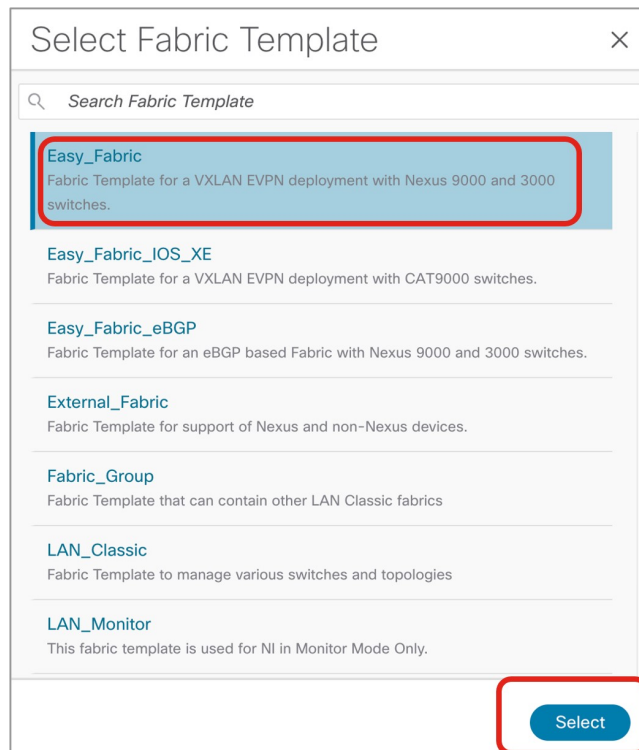 Select Fabric Template
Search Fabric Template
Easy_Fabric
Fabric Template for a VXLAN EVPN deployment with Nexus 9000 and 3000
switches.
Easy_Fabric_IOS_XE
Fabric Template for a VXLAN EVPN deployment with CAT9000 switches.
Easy_Fabric_eBGP
Fabric Template for an eBGP based Fabric with Nexus 9000 and 3000 switches.
External_Fabric
Fabric Template for support of Nexus and non-Nexus devices.
Fabric_Group
Fabric Template that can contain other LAN Classic fabrics
LAN_Classic
Fabric Template to manage various switches and topologies
LAN_Monitor
This fabric template is used for NI in Monitor Mode Only.
Select